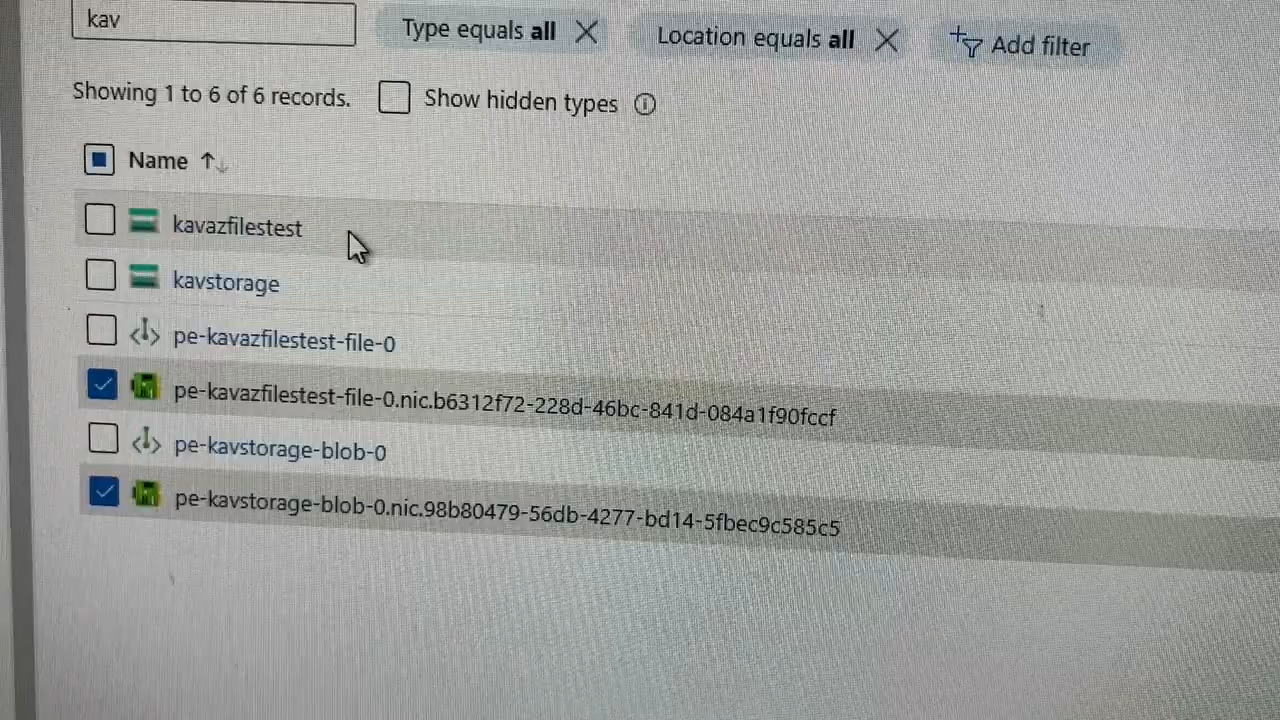 kav
Type equals all
Location equals all
Add filter
Showing 1 to 6 of 6 records.
Show hidden types
Name
kavazfilestest
kavstorage
pe-kavazfilestest-file-0
pe-kavazfilestest-file-0.nic.b6312f72-228d-46bc-841d-084a1f90fccf
pe-kavstorage-blob-0
pe-kavstorage-blob-0.nic.98b80479-56db-4277-bd14-5fbec9c585c5